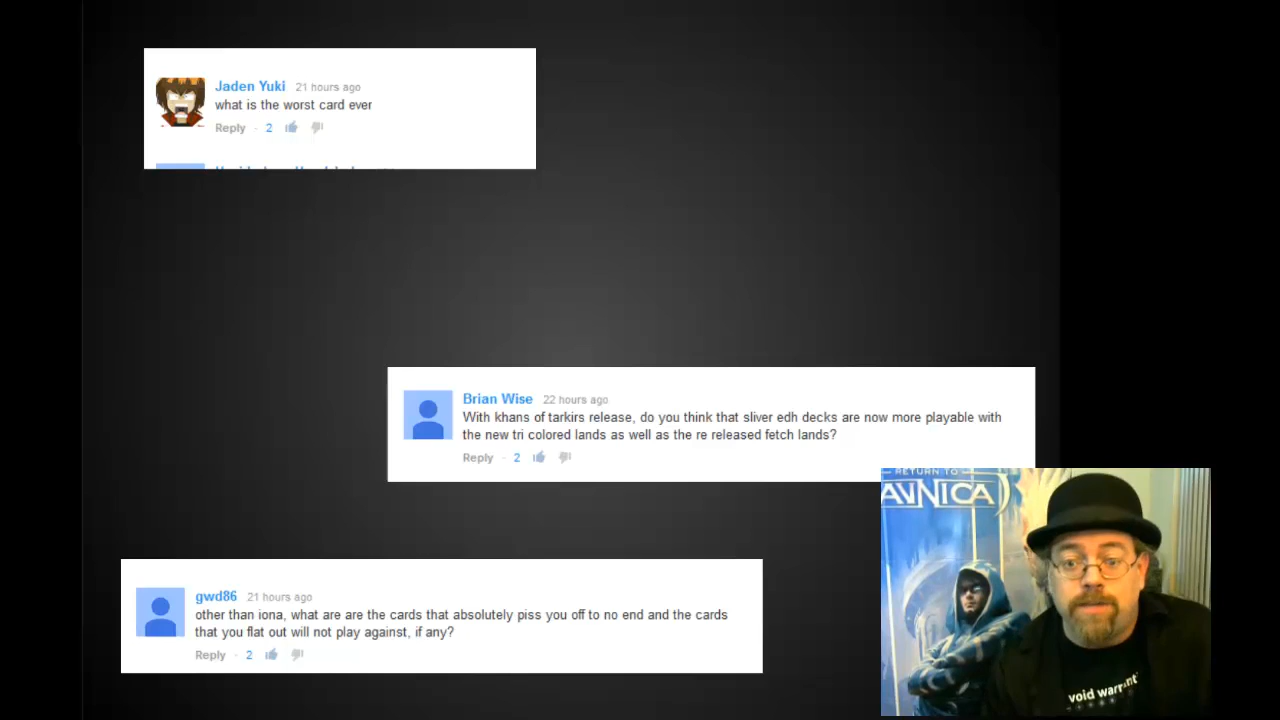 Jaden Yuki 21 hours ago
what is the worst card ever
Reply · 2
Brian Wise 22 hours ago
With khans of tarkirs release, do you think that sliver edh decks are now more playable with
the new tri colored lands as well as the re released fetch lands?
Reply · 2
RETURN TO
AVNICA
gwd86 21 hours ago
other than iona, what are are the cards that absolutely piss you off to no end and the cards
that you flat out will not play against, if any?
Reply · 2
void warranty